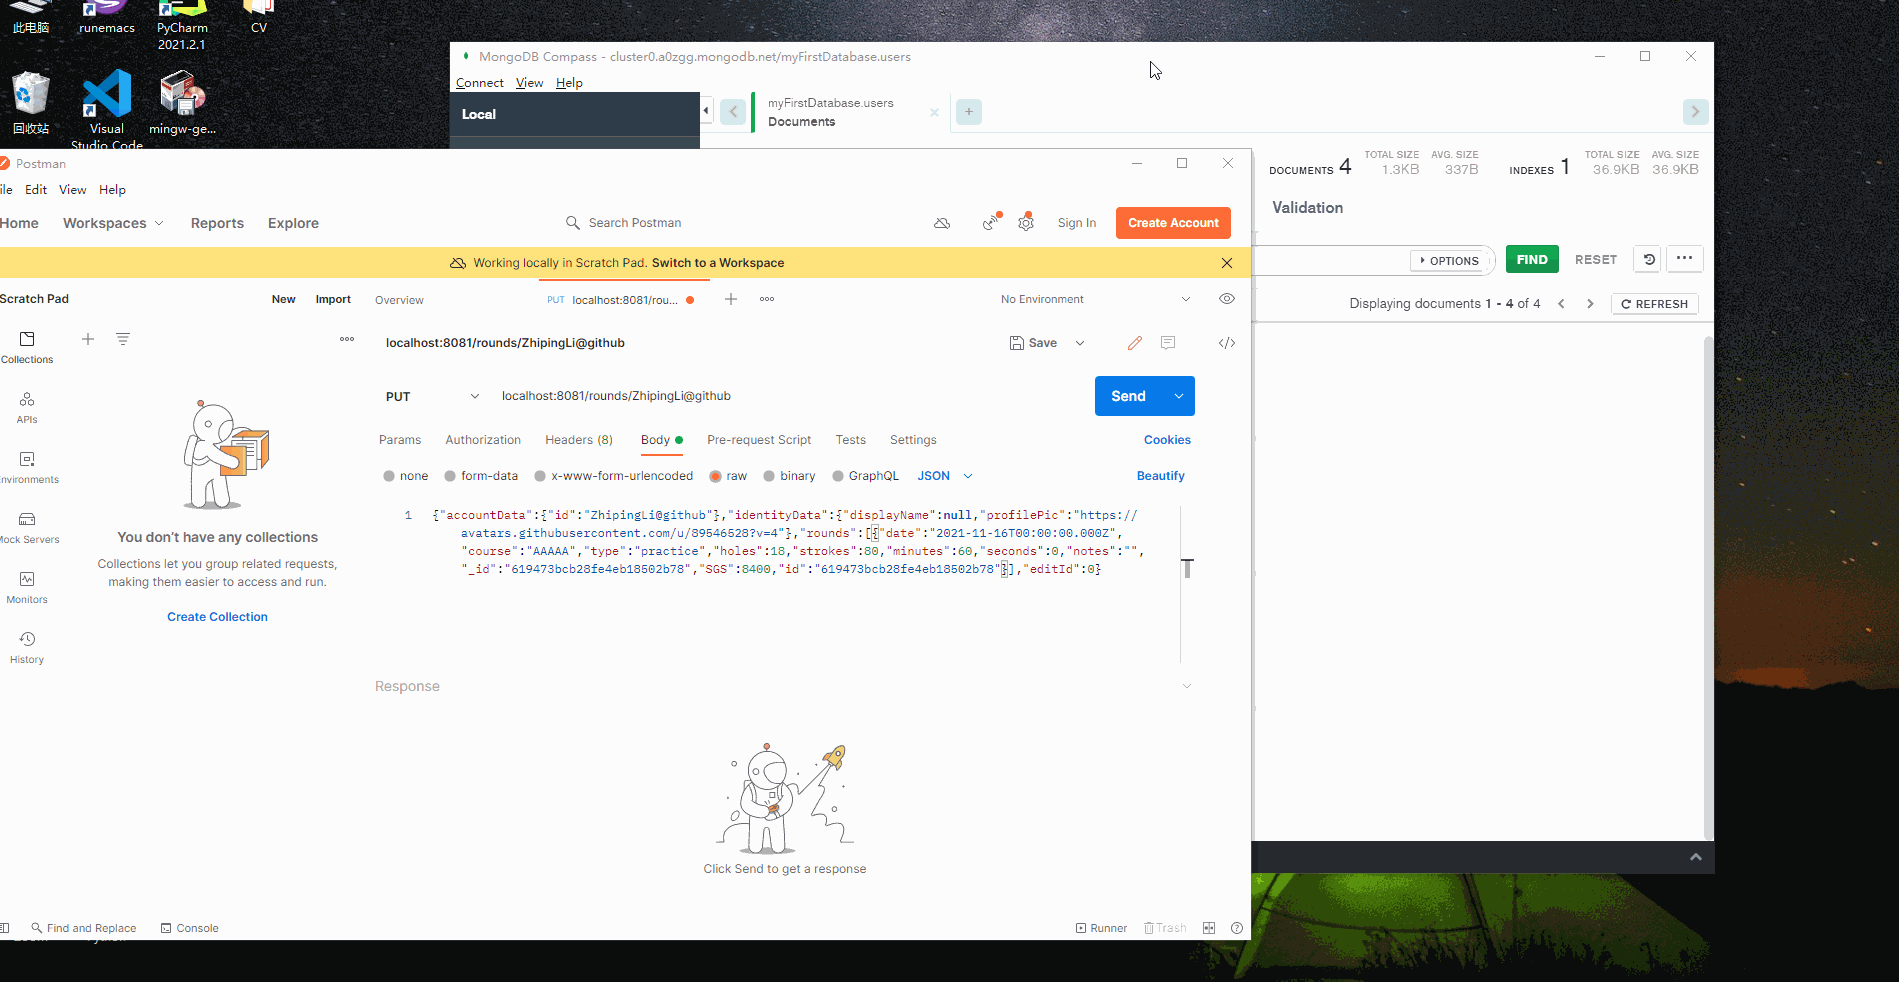 此电脑
runemacs
PyCharm
2021.2.1
CV
回收站
Visual
Studio Code
mingw-ge...
MongoDB Compass - cluster0.a0zgg.mongodb.net/myFirstDatabase.users
Connect View Help
Local
myFirstDatabase.users
Documents
DOCUMENTS 4
TOTAL SIZE
1.3KB
AVG. SIZE
337B
INDEXES 1
TOTAL SIZE
36.9KB
AVG. SIZE
36.9KB
Validation
OPTIONS
FIND
RESET
Displaying documents 1 - 4 of 4
REFRESH
Postman
ile Edit View Help
Home Workspaces Reports Explore
Search Postman
Sign In
Create Account
Working locally in Scratch Pad. Switch to a Workspace
Scratch Pad
New Import
Overview
PUT localhost:8081/rou...
No Environment
Collections
APIs
nvironments
Mock Servers
Monitors
History
You don't have any collections
Collections let you group related requests,
making them easier to access and run.
Create Collection
localhost:8081/rounds/ZhipingLi@github
Save
PUT
localhost:8081/rounds/ZhipingLi@github
Send
Params Authorization Headers (8) Body Pre-request Script Tests Settings
Cookies
none form-data x-www-form-urlencoded raw binary GraphQL JSON
Beautify
1 {"accountData":{"id":"ZhipingLi@github"},"identityData":{"displayName":null,"profilePic":"https://
avatars.githubusercontent.com/u/89546528?v=4"},"rounds":[{"date":"2021-11-16T00:00:00.000Z",
"course":"AAAAA","type":"practice","holes":18,"strokes":80,"minutes":60,"seconds":0,"notes":"",
"_id":"619473bcb28fe4eb18502b78","SGS":8400,"id":"619473bcb28fe4eb18502b78"}],"editId":0}
Response
Click Send to get a response
Find and Replace
Console
Runner
Trash